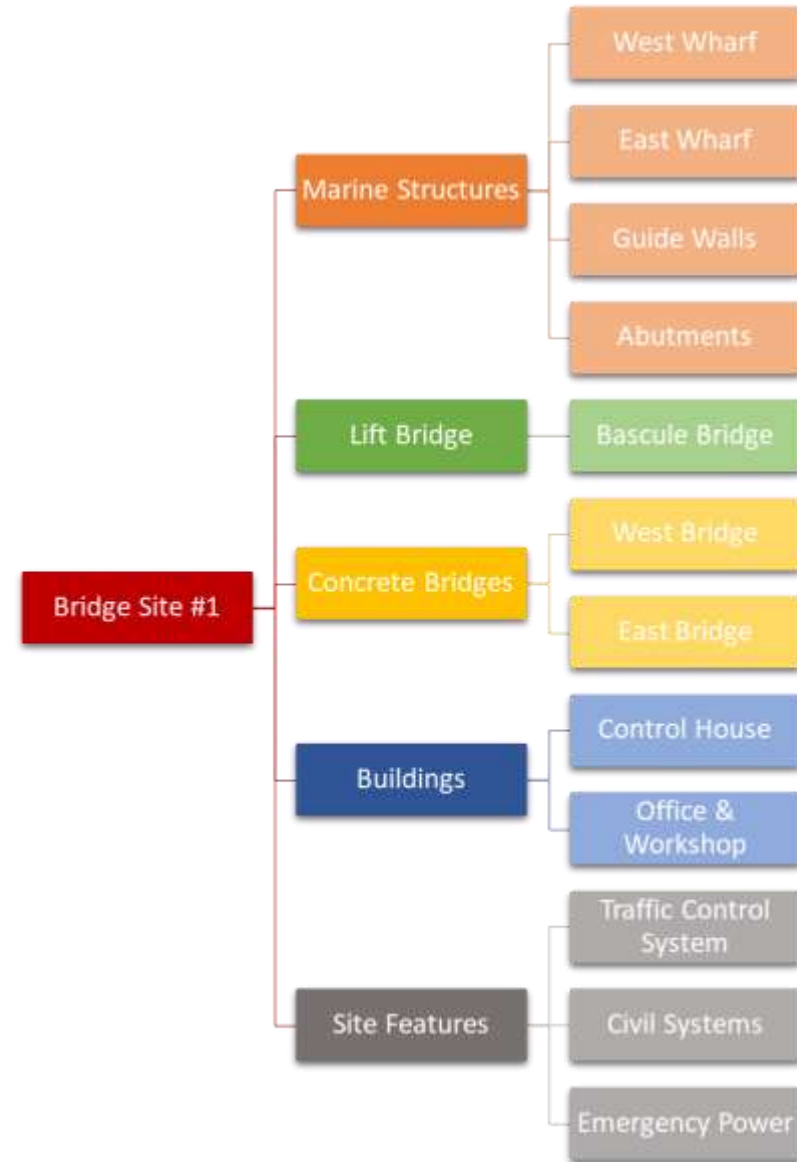 Bridge Site #1
Marine Structures
West Wharf
East Wharf
Guide Walls
Abutments
Lift Bridge
Bascule Bridge
Concrete Bridges
West Bridge
East Bridge
Buildings
Control House
Office &
Workshop
Site Features
Traffic Control
System
Civil Systems
Emergency Power